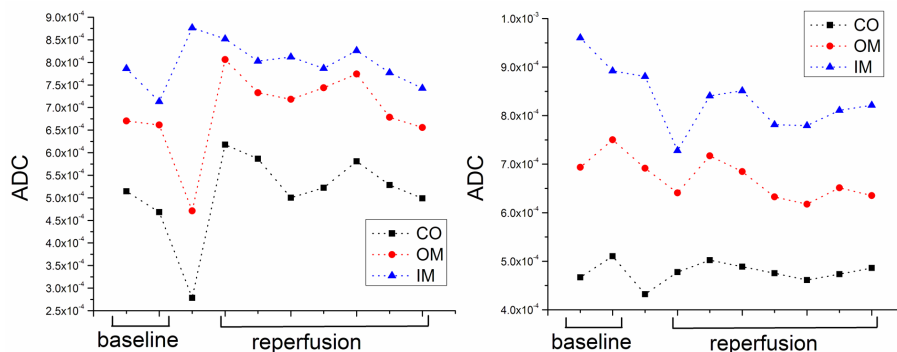 ADC
9.0x10⁻⁴
8.5x10⁻⁴
8.0x10⁻⁴
7.5x10⁻⁴
7.0x10⁻⁴
6.5x10⁻⁴
6.0x10⁻⁴
5.5x10⁻⁴
5.0x10⁻⁴
4.5x10⁻⁴
4.0x10⁻⁴
3.5x10⁻⁴
3.0x10⁻⁴
2.5x10⁻⁴
CO
OM
IM
baseline
reperfusion
ADC
1.0x10⁻³
9.0x10⁻⁴
8.0x10⁻⁴
7.0x10⁻⁴
6.0x10⁻⁴
5.0x10⁻⁴
4.0x10⁻⁴
CO
OM
IM
baseline
reperfusion